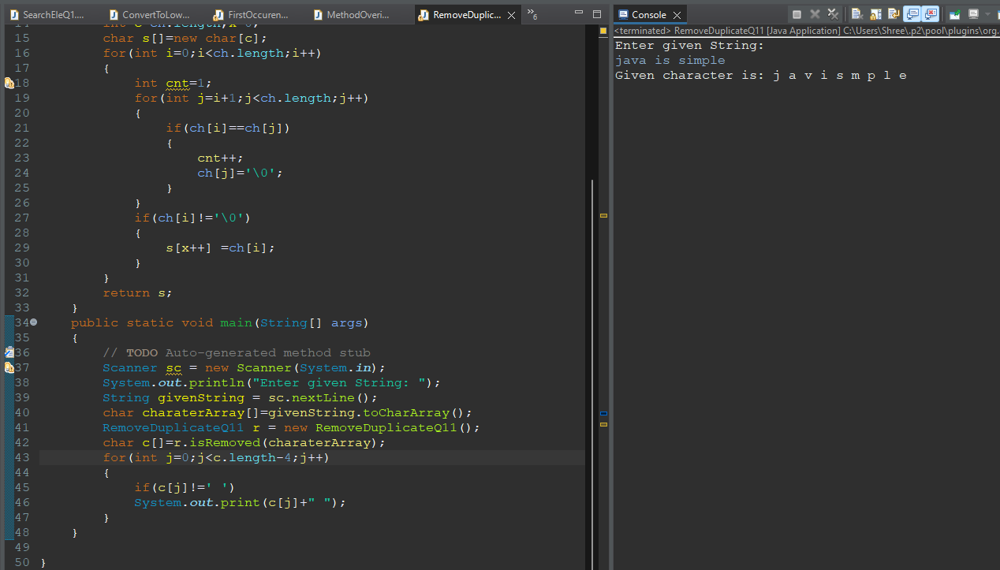 SearchEleQ1.... ConvertToLow... FirstOccuren... MethodOveri... RemoveDuplic... »6
15 char s[]=new char[c];
16 for(int i=0;i<ch.length;i++)
17 {
18 int cnt=1;
19 for(int j=i+1;j<ch.length;j++)
20 {
21 if(ch[i]==ch[j])
22 {
23 cnt++;
24 ch[j]='\0';
25 }
26 }
27 if(ch[i]!='\0')
28 {
29 s[x++] =ch[i];
30 }
31 }
32 return s;
33 }
34 public static void main(String[] args)
35 {
36 // TODO Auto-generated method stub
37 Scanner sc = new Scanner(System.in);
38 System.out.println("Enter given String: ");
39 String givenString = sc.nextLine();
40 char charaterArray[]=givenString.toCharArray();
41 RemoveDuplicateQ11 r = new RemoveDuplicateQ11();
42 char c[]=r.isRemoved(charaterArray);
43 for(int j=0;j<c.length-4;j++)
44 {
45 if(c[j]!=' ')
46 System.out.print(c[j]+" ");
47 }
48 }
49
50 }
Console
<terminated> RemoveDuplicateQ11 [Java Application] C:\Users\Shree\.p2\pool\plugins\org.
Enter given String:
java is simple
Given character is: j a v i s m p l e